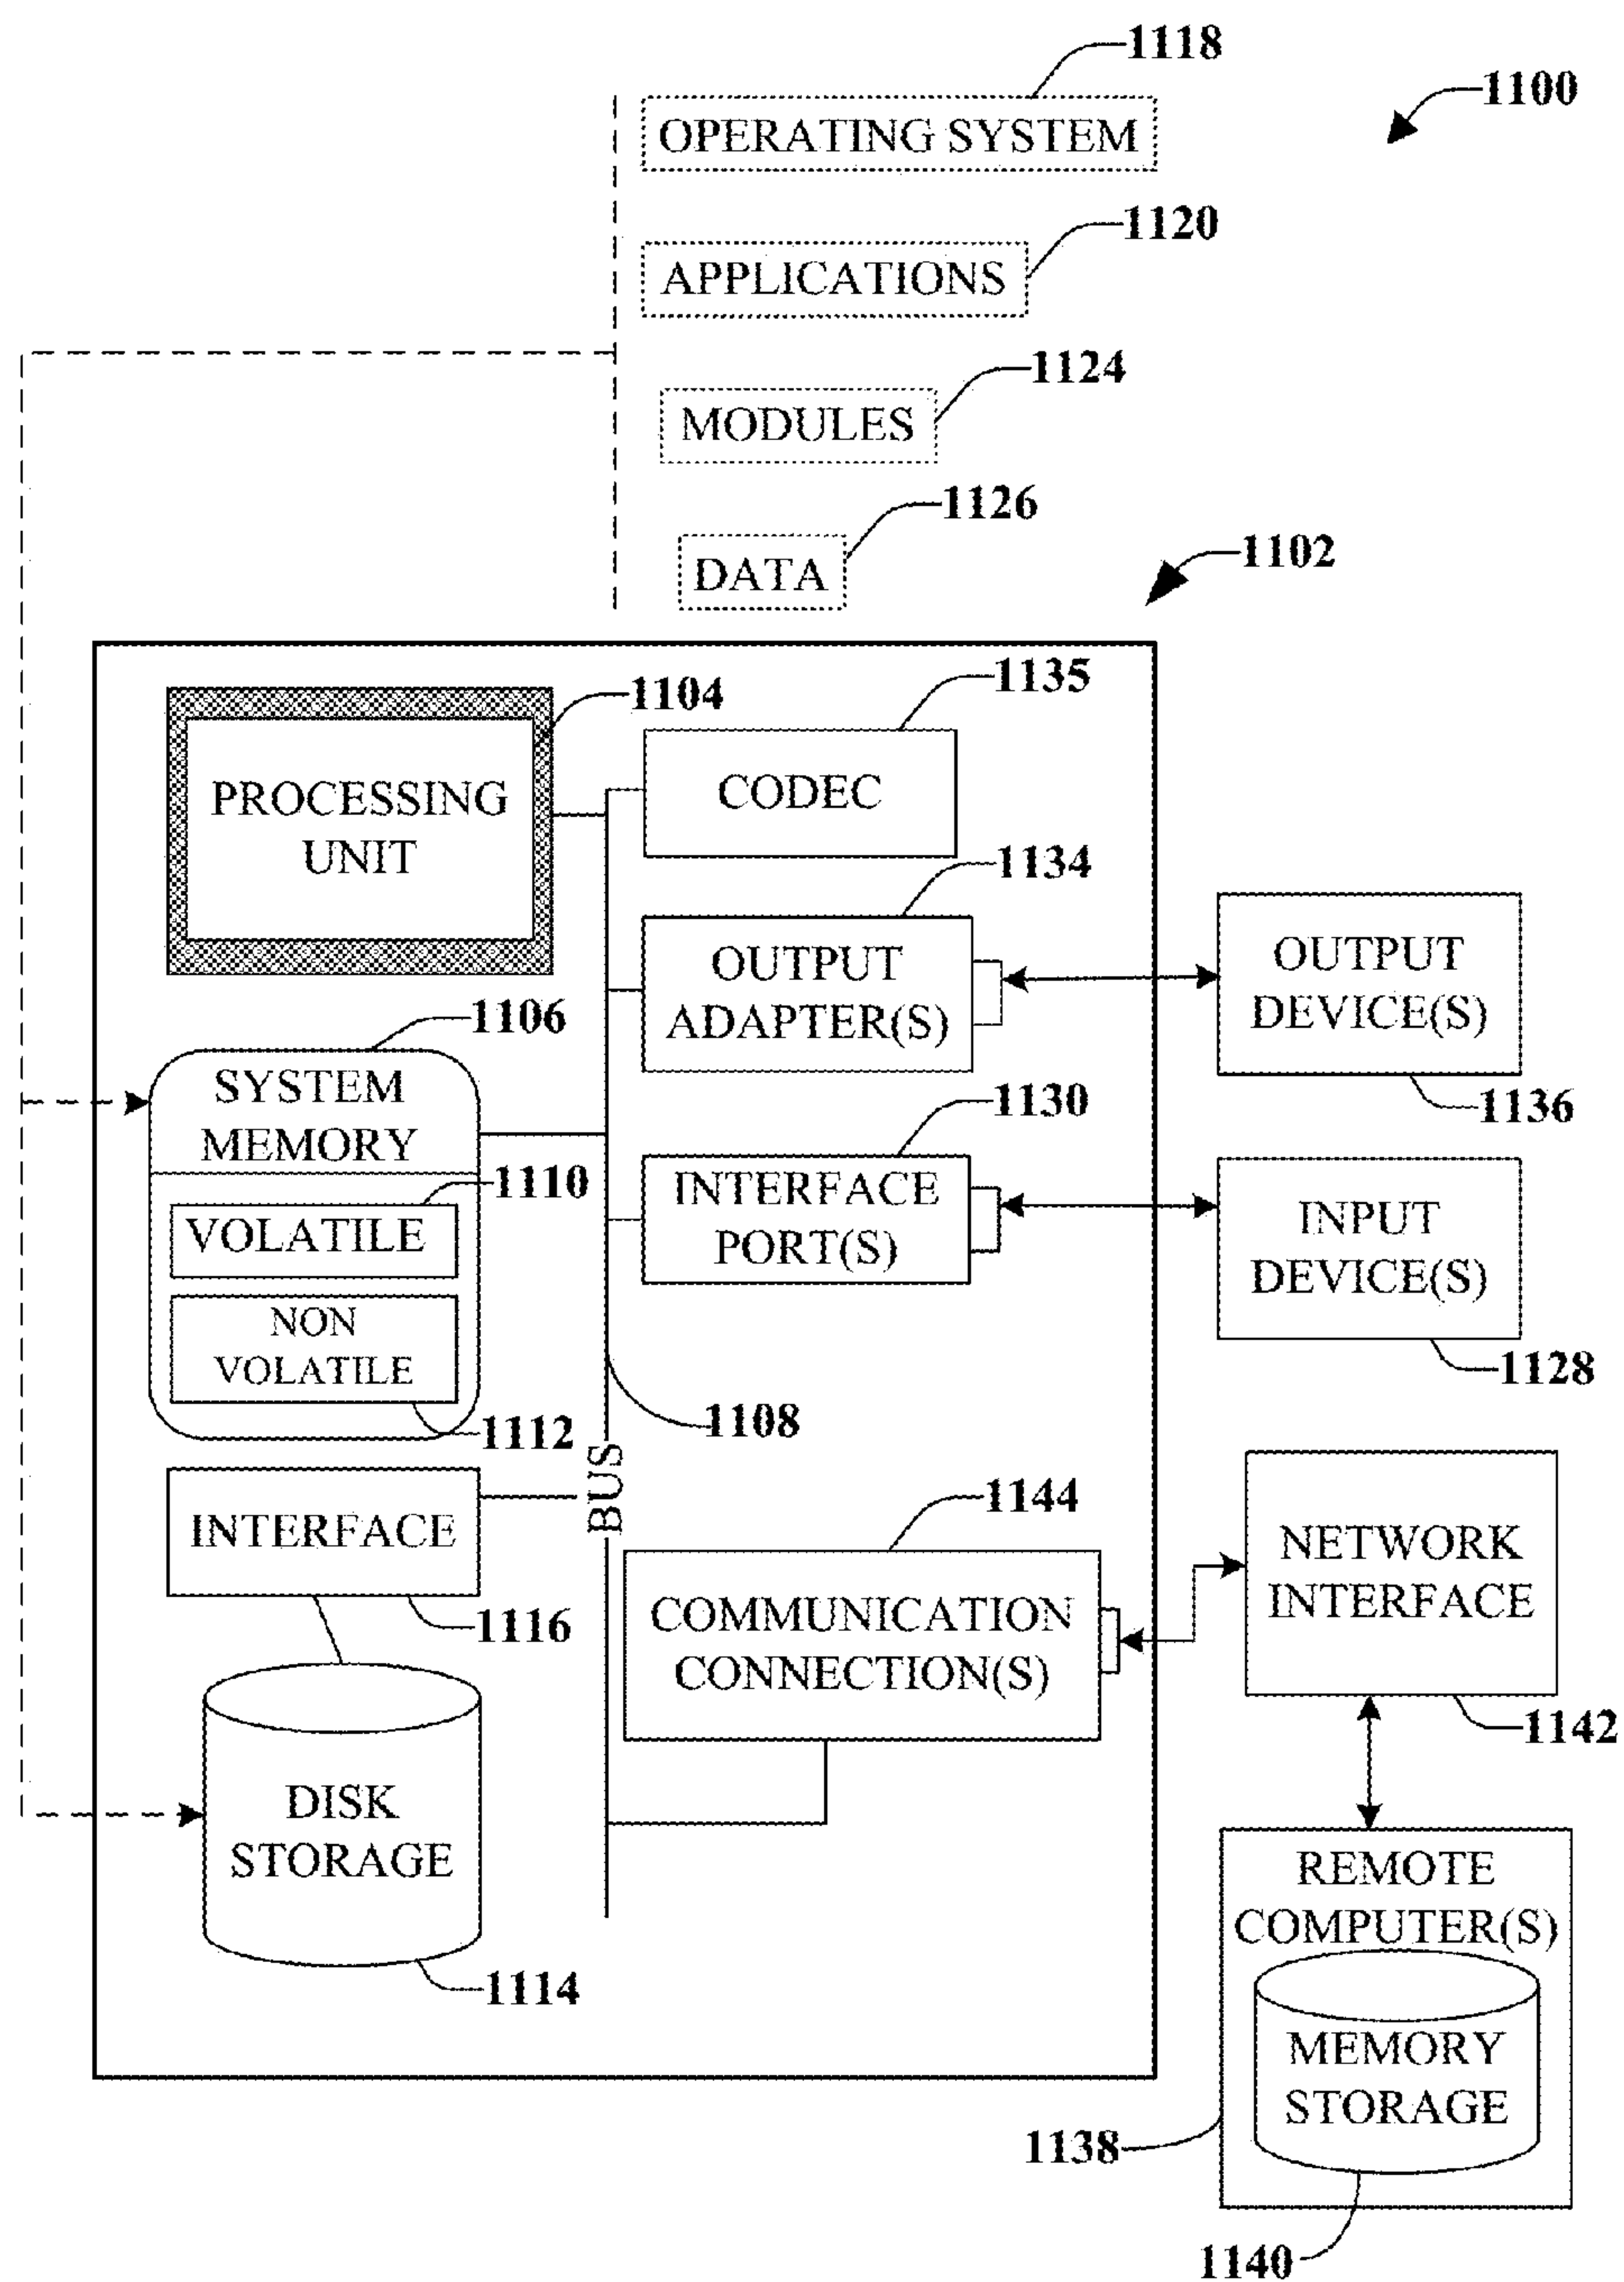 1118
1100
OPERATING SYSTEM
1120
APPLICATIONS
1124
MODULES
1126
DATA
1102
1104
PROCESSING
UNIT
1135
CODEC
1134
OUTPUT
ADAPTER(S)
OUTPUT
DEVICE(S)
1136
1106
SYSTEM
MEMORY
1110
VOLATILE
NON
VOLATILE
1112
1130
INTERFACE
PORT(S)
INPUT
DEVICE(S)
1128
1108
BUS
INTERFACE
1116
1144
COMMUNICATION
CONNECTION(S)
NETWORK
INTERFACE
1142
DISK
STORAGE
1114
REMOTE
COMPUTER(S)
MEMORY
STORAGE
1138
1140